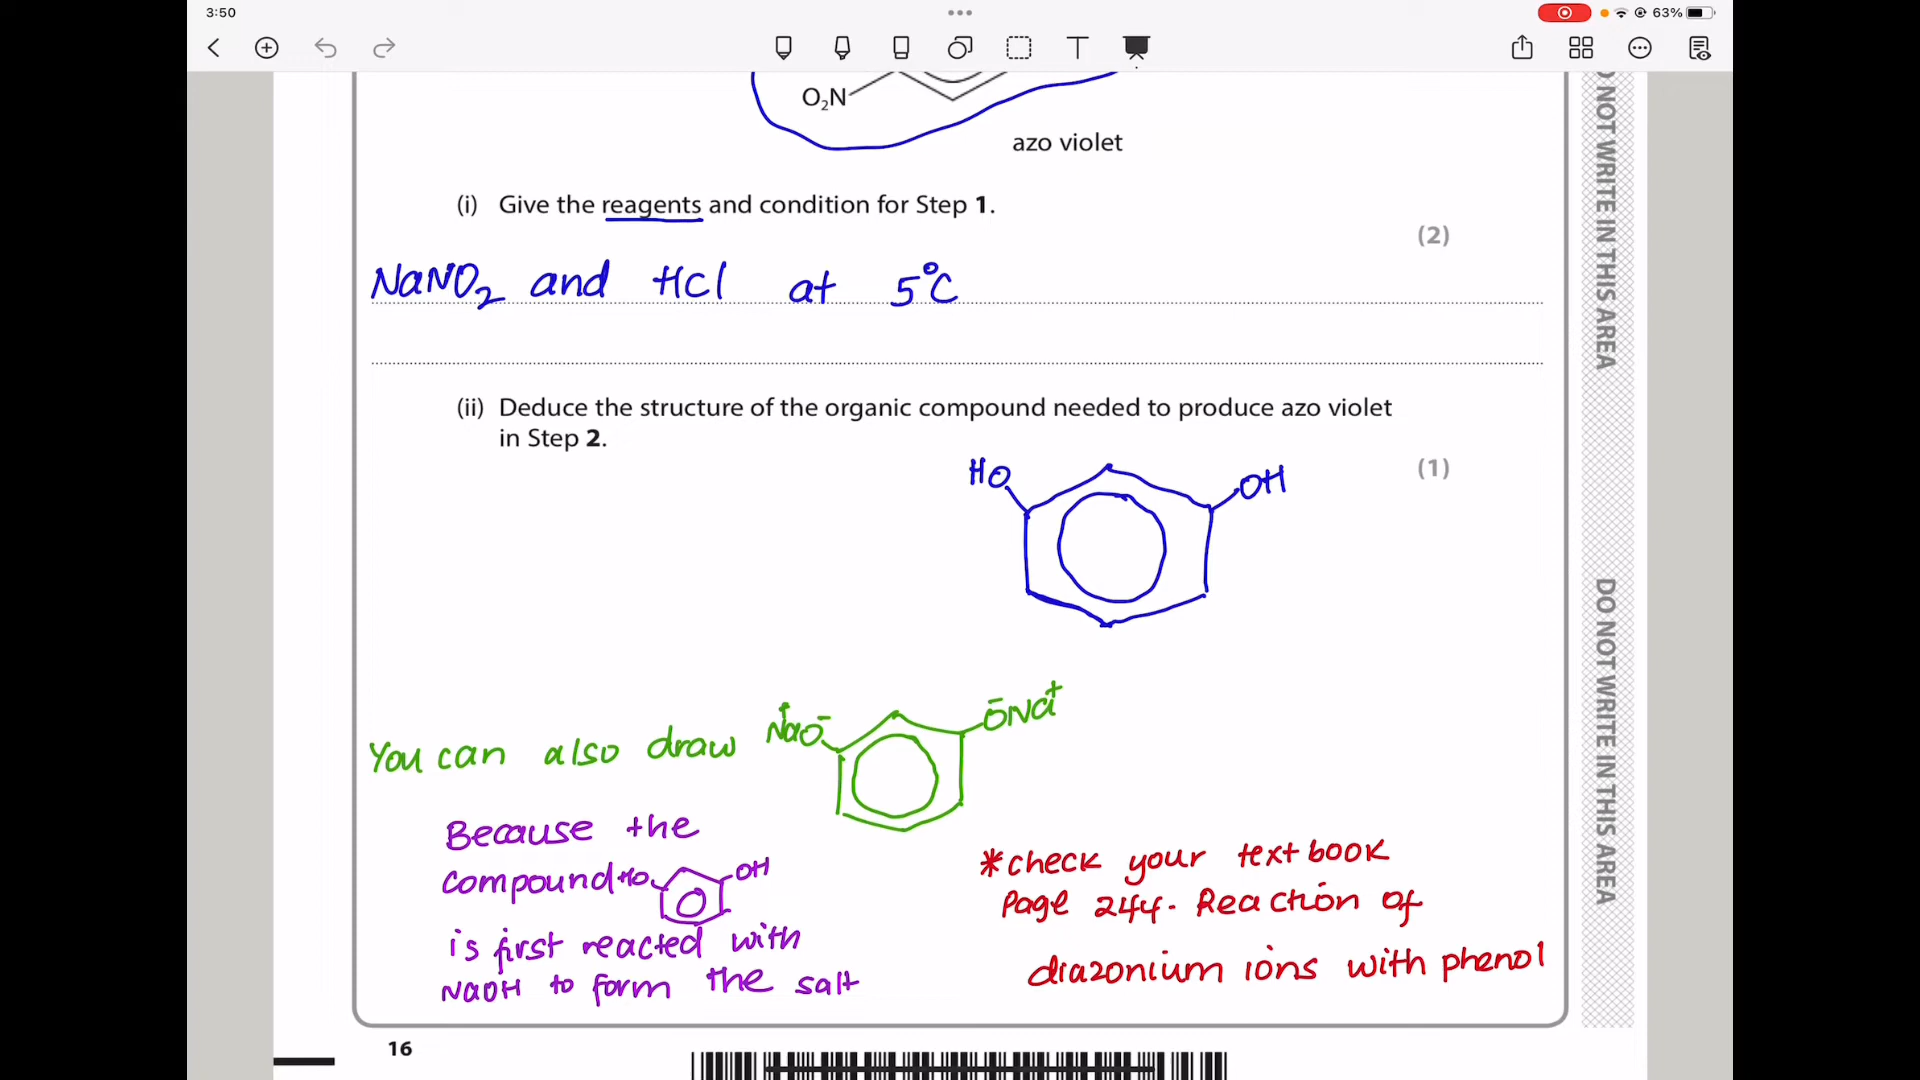 3:50
63%
O₂N
azo violet
(i) Give the reagents and condition for Step 1.
(2)
NaNO₂ and HCl at 5°C
(ii) Deduce the structure of the organic compound needed to produce azo violet
in Step 2.
(1)
HO
OH
You can also draw Na⁺O⁻ O⁻Na⁺
Because the
compound HO OH
is first reacted with
NaOH to form the salt
*check your textbook
Page 244. Reaction of
diazonium ions with phenol
16
NOT WRITE IN THIS AREA
DO NOT WRITE IN THIS AREA